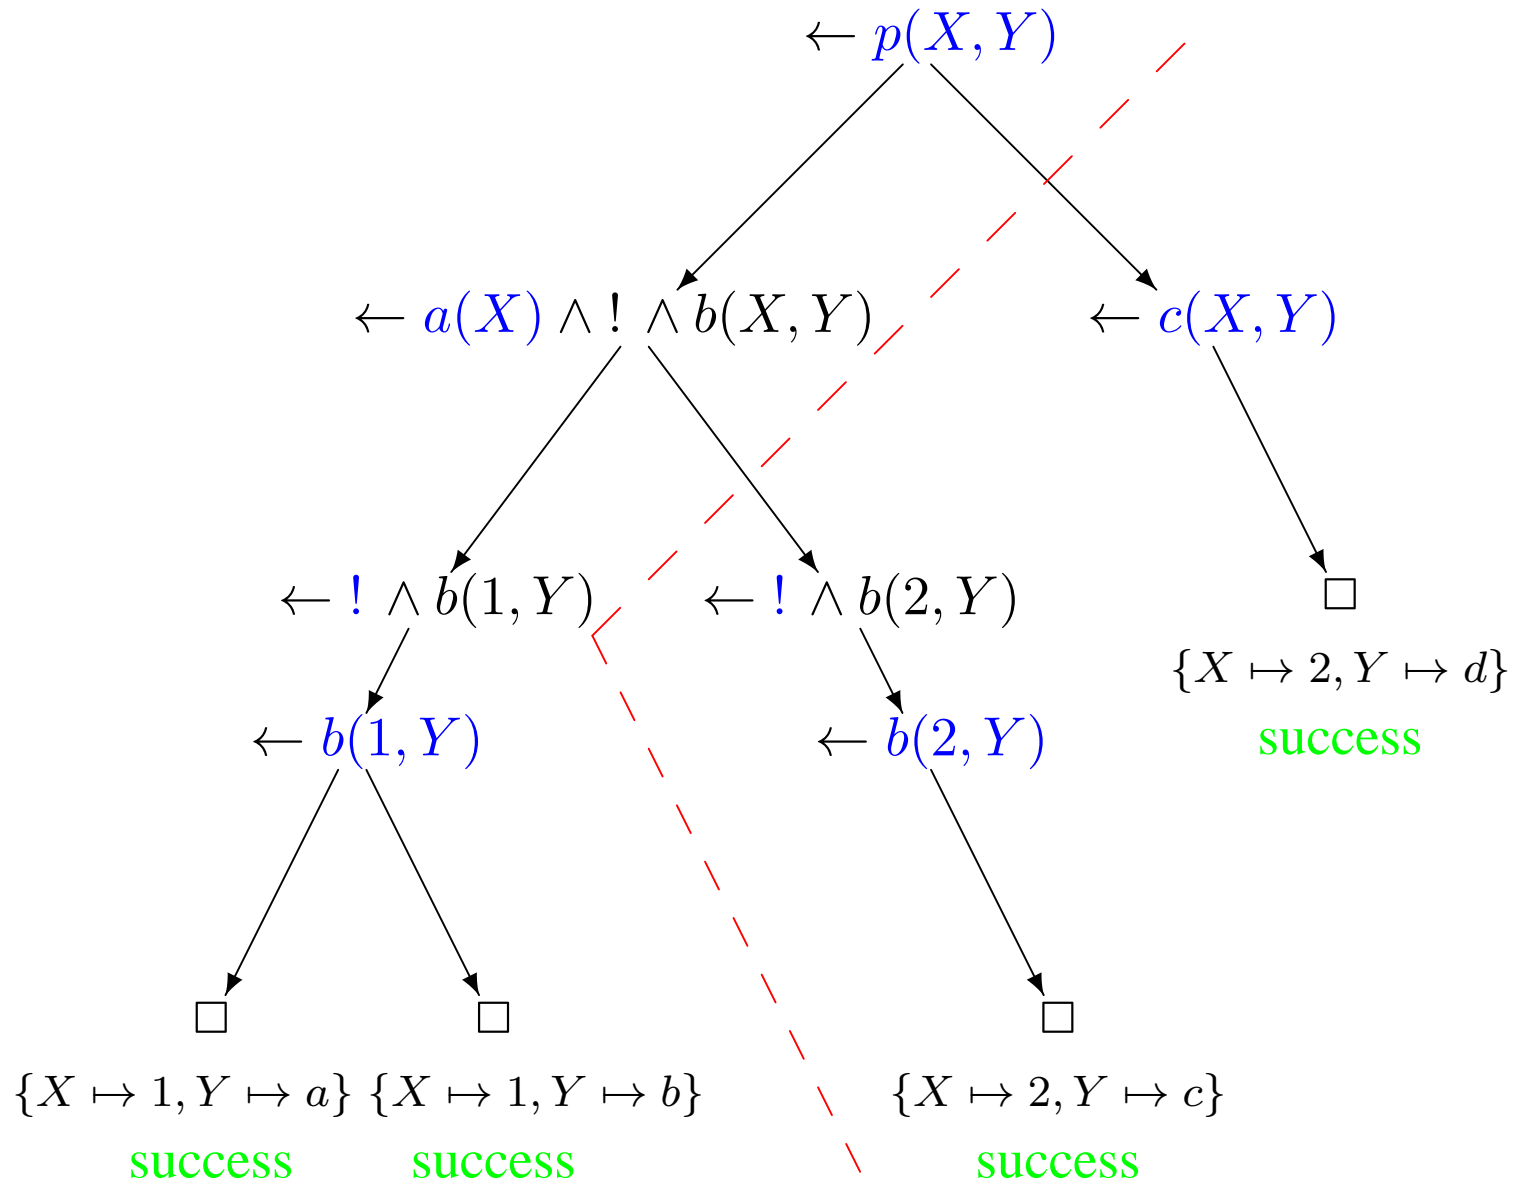 ← p(X, Y)
← a(X) ∧ ! ∧ b(X, Y)
← c(X, Y)
← ! ∧ b(1, Y)
← ! ∧ b(2, Y)
□
{X ↦ 2, Y ↦ d}
success
← b(1, Y)
← b(2, Y)
□
□
□
{X ↦ 1, Y ↦ a}
{X ↦ 1, Y ↦ b}
{X ↦ 2, Y ↦ c}
success
success
success